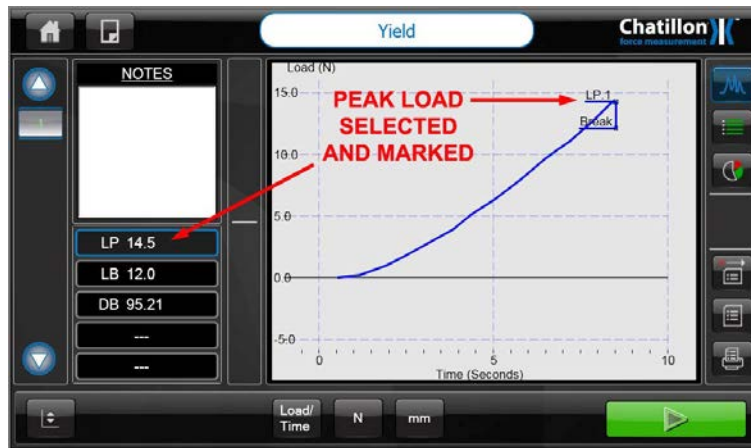 Yield
Chatillon
force measurement
NOTES
1
LP 14.5
LB 12.0
DB 95.21
---
---
Load (N)
15.0
10.0
5.0
0.0
-5.0
0
5
10
Time (Seconds)
LP.1
Break
PEAK LOAD
SELECTED
AND MARKED
Load/
Time
N
mm